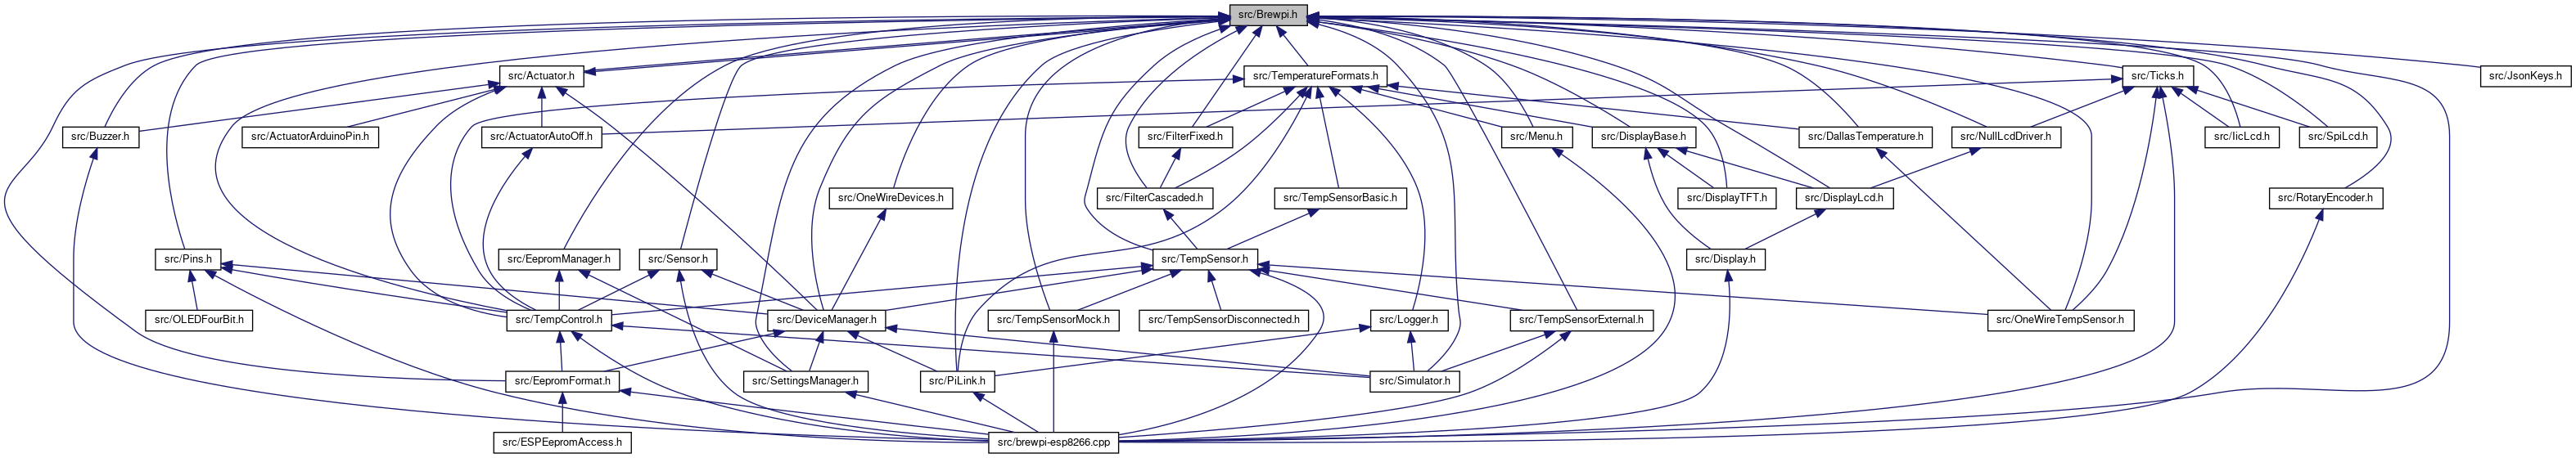 src/Brewpi.h
src/Actuator.h
src/TemperatureFormats.h
src/Ticks.h
src/JsonKeys.h
src/Buzzer.h
src/ActuatorArduinoPin.h
src/ActuatorAutoOff.h
src/FilterFixed.h
src/Menu.h
src/DisplayBase.h
src/DallasTemperature.h
src/NullLcdDriver.h
src/IicLcd.h
src/SpiLcd.h
src/OneWireDevices.h
src/FilterCascaded.h
src/TempSensorBasic.h
src/DisplayTFT.h
src/DisplayLcd.h
src/RotaryEncoder.h
src/Pins.h
src/EepromManager.h
src/Sensor.h
src/TempSensor.h
src/Display.h
src/OLEDFourBit.h
src/TempControl.h
src/DeviceManager.h
src/TempSensorMock.h
src/TempSensorDisconnected.h
src/Logger.h
src/TempSensorExternal.h
src/OneWireTempSensor.h
src/EepromFormat.h
src/SettingsManager.h
src/PiLink.h
src/Simulator.h
src/ESPEepromAccess.h
src/brewpi-esp8266.cpp